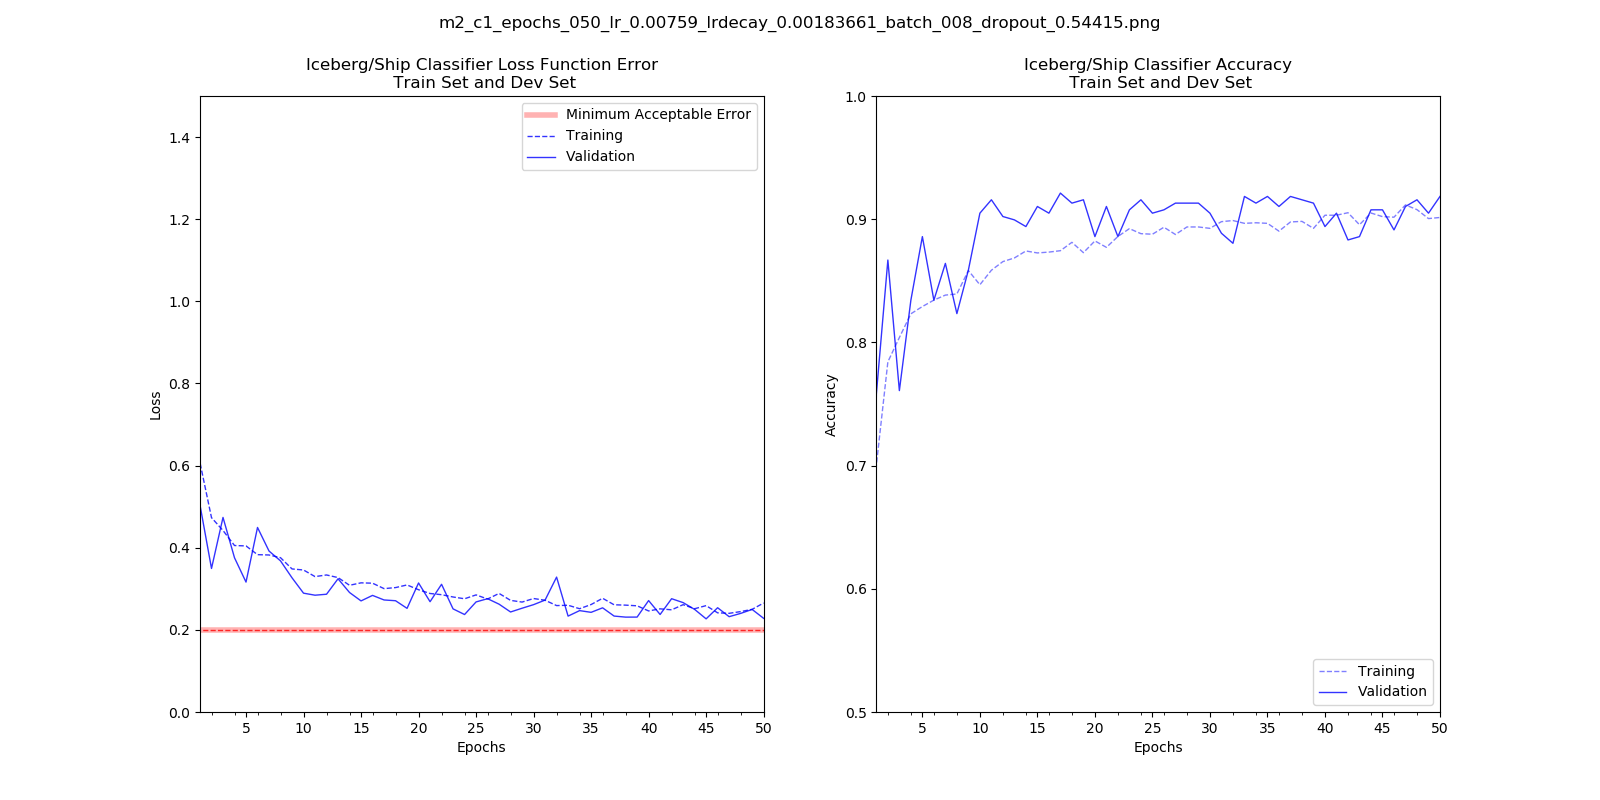 m2_c1_epochs_050_lr_0.00759_lrdecay_0.00183661_batch_008_dropout_0.54415.png
Iceberg/Ship Classifier Loss Function Error
Train Set and Dev Set
1.4
1.2
1.0
0.8
0.6
0.4
0.2
0.0
Loss
Minimum Acceptable Error
Training
Validation
5 10 15 20 25 30 35 40 45 50
Epochs
Iceberg/Ship Classifier Accuracy
Train Set and Dev Set
1.0
0.9
0.8
0.7
0.6
0.5
Accuracy
Training
Validation
5 10 15 20 25 30 35 40 45 50
Epochs